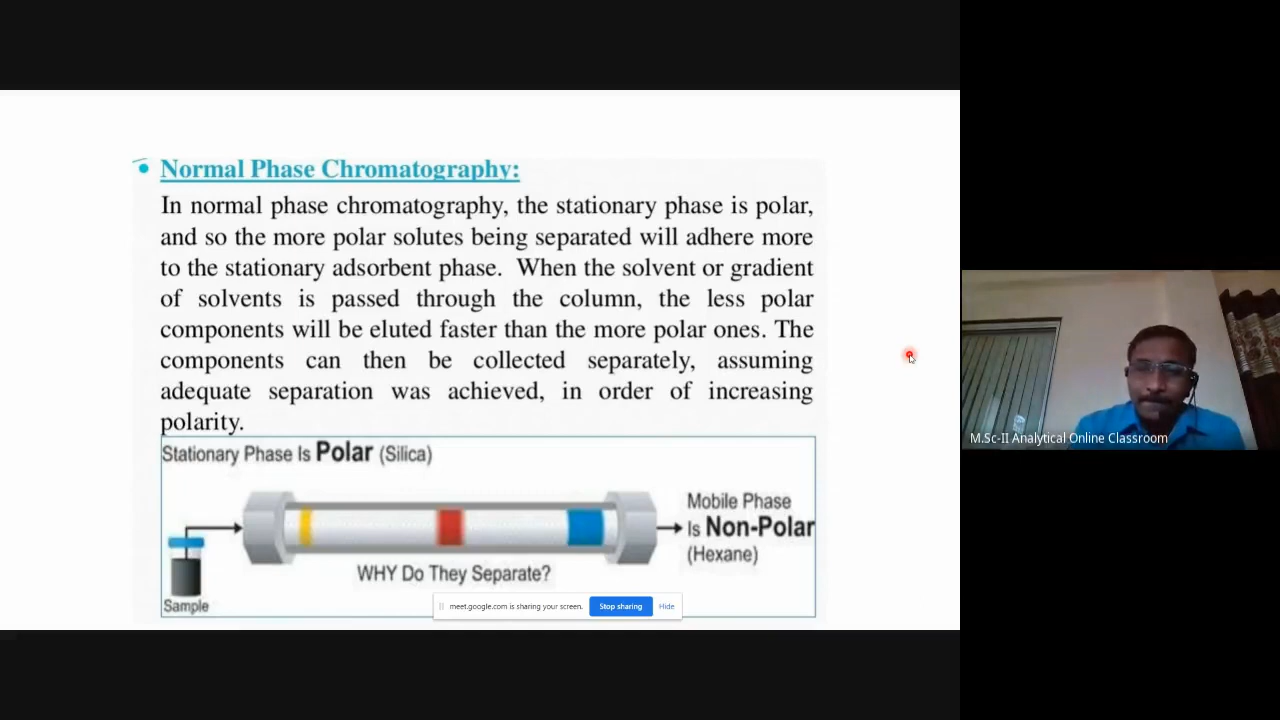 Normal Phase Chromatography:
In normal phase chromatography, the stationary phase is polar,
and so the more polar solutes being separated will adhere more
to the stationary adsorbent phase. When the solvent or gradient
of solvents is passed through the column, the less polar
components will be eluted faster than the more polar ones. The
components can then be collected separately, assuming
adequate separation was achieved, in order of increasing
polarity.
Stationary Phase Is Polar (Silica)
Mobile Phase
Is Non-Polar
(Hexane)
WHY Do They Separate?
Sample
meet.google.com is sharing your screen.
Stop sharing
Hide
M.Sc-II Analytical Online Classroom